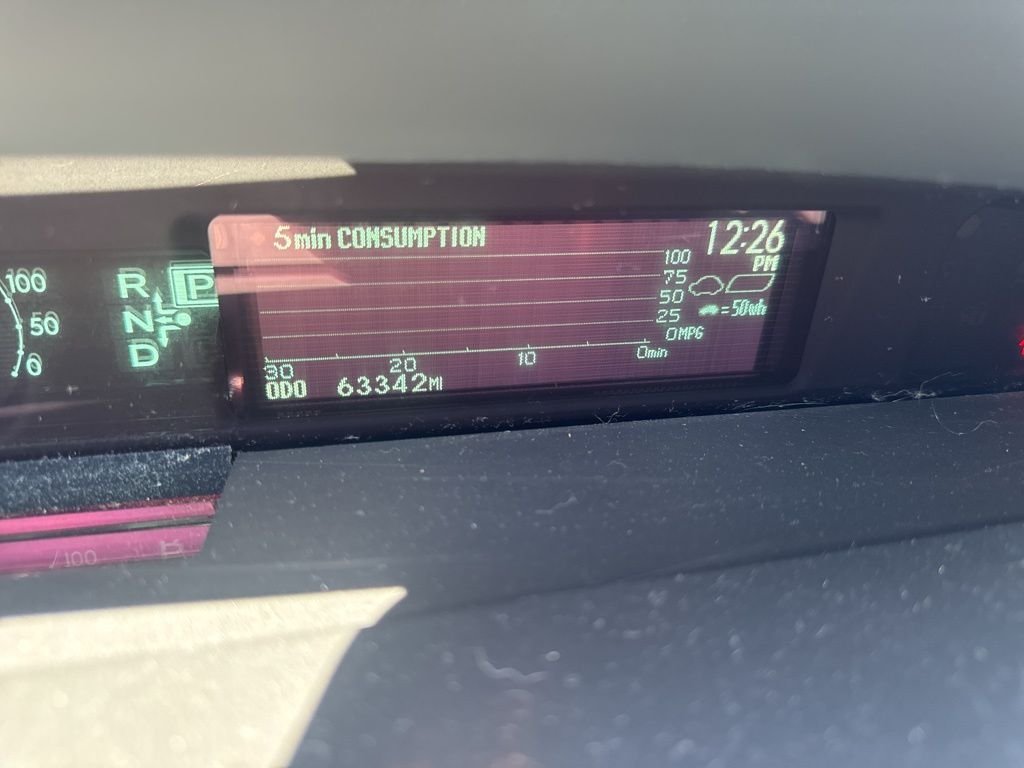 5min CONSUMPTION
12:26
PM
100
75
50
25
0MPG
=50wh
30
20
10
0min
ODO 63342MI
100
50
0
R
P
N
D
/100